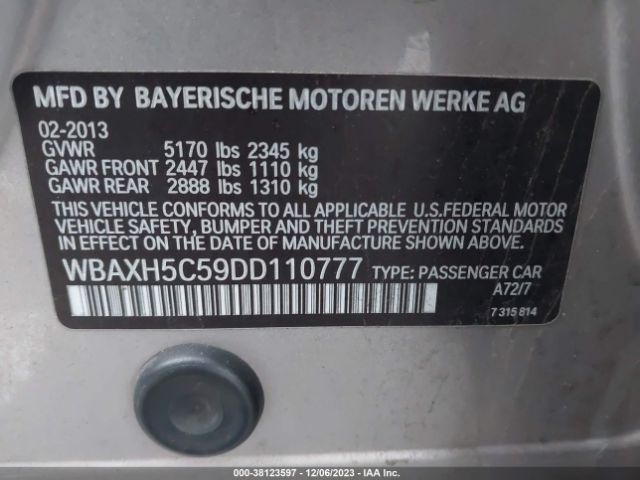 MFD BY BAYERISCHE MOTOREN WERKE AG
02-2013
GVWR 5170 lbs 2345 kg
GAWR FRONT 2447 lbs 1110 kg
GAWR REAR 2888 lbs 1310 kg
THIS VEHICLE CONFORMS TO ALL APPLICABLE U.S.FEDERAL MOTOR
VEHICLE SAFETY, BUMPER AND THEFT PREVENTION STANDARDS
IN EFFECT ON THE DATE OF MANUFACTURE SHOWN ABOVE.
WBAXH5C59DD110777 TYPE: PASSENGER CAR
A72/7
7 315 814
000-38123597 - 12/06/2023 - IAA Inc.